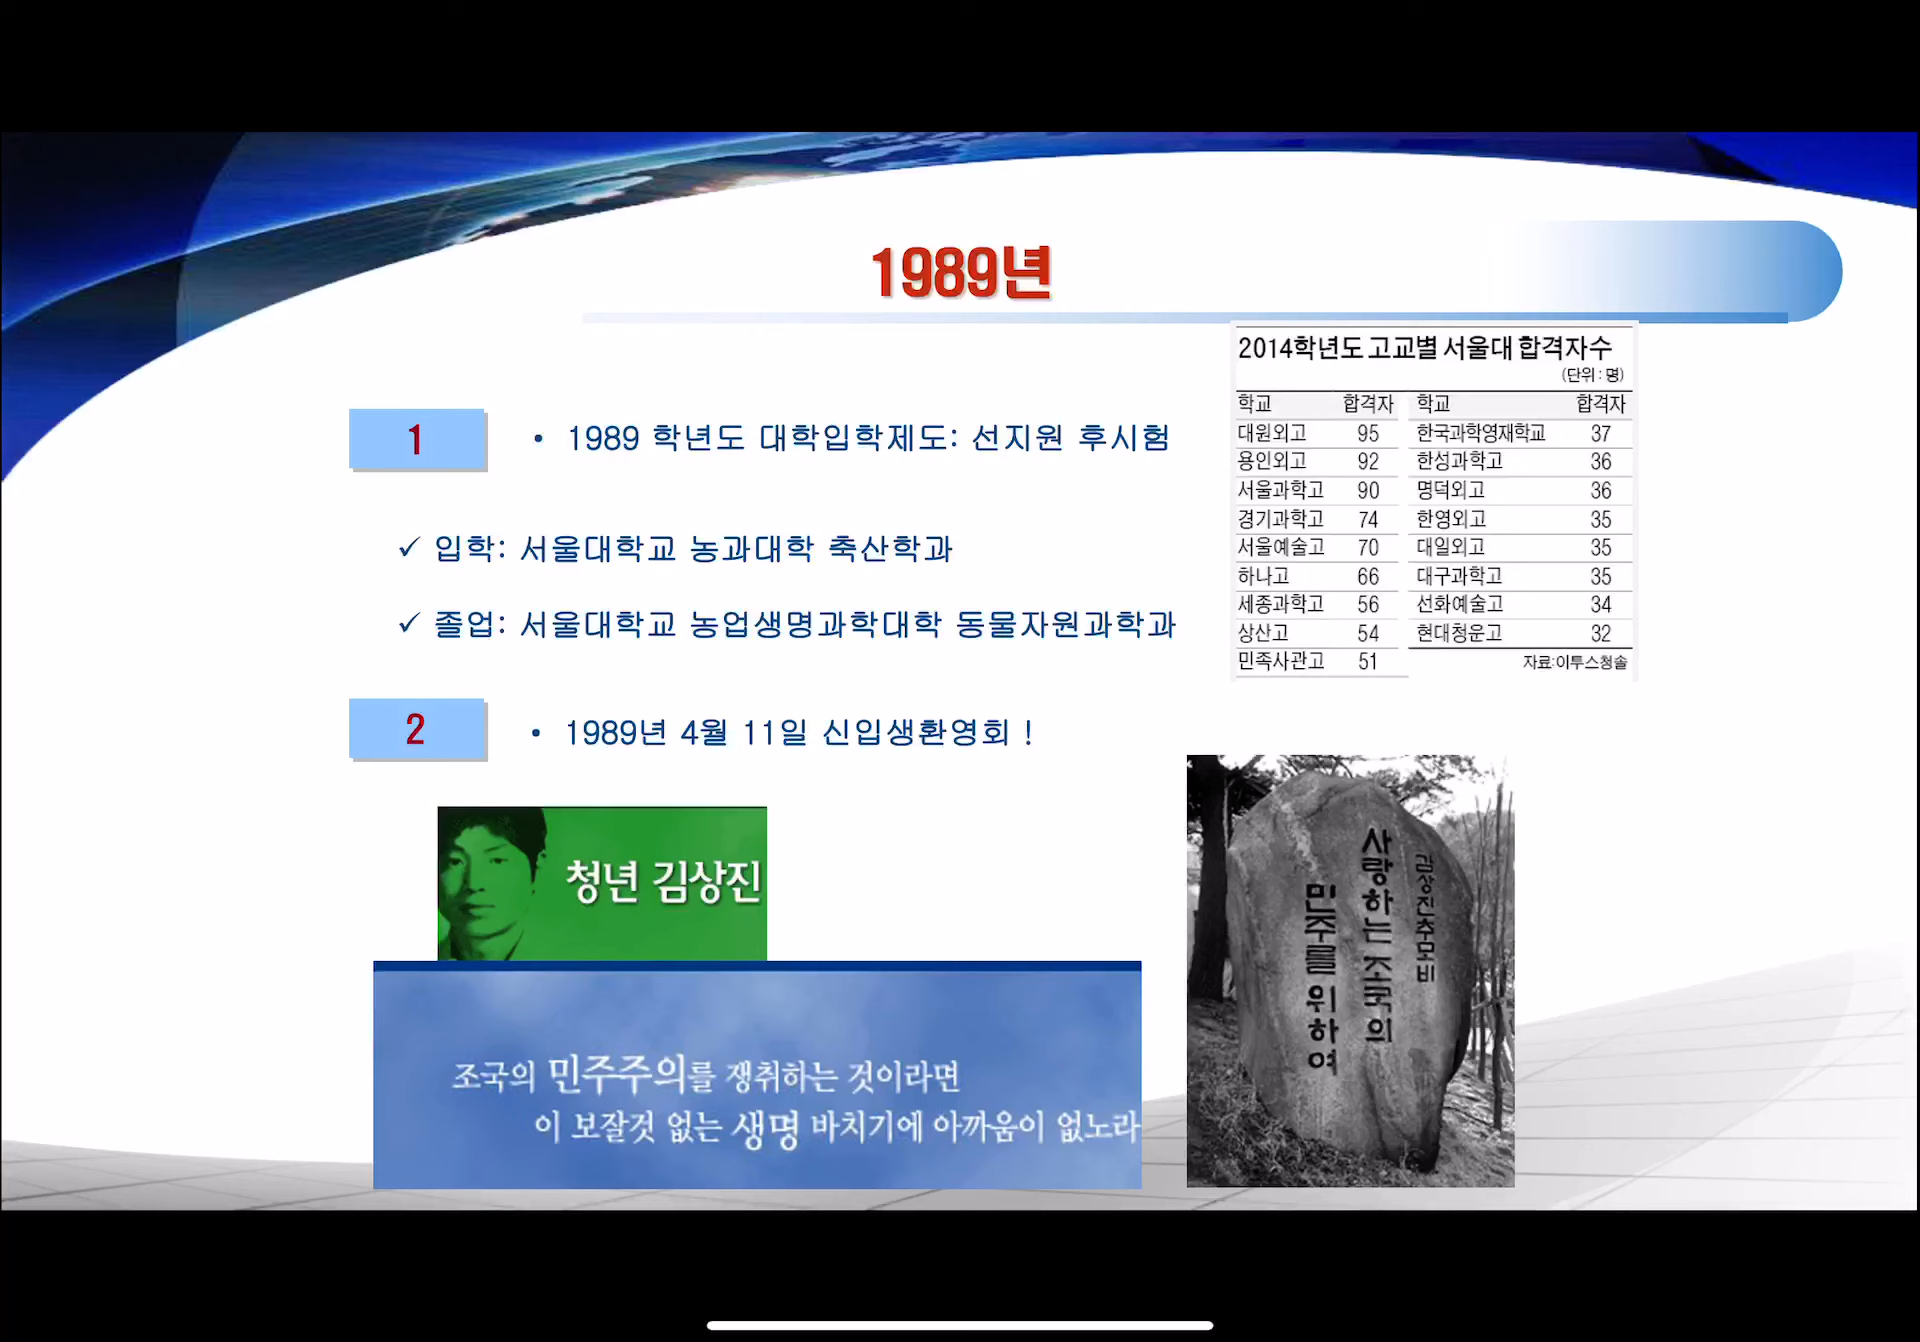 1989년
2014학년도 고교별 서울대 합격자수
(단위 : 명)
학교 합격자 학교 합격자
대원외고 95 한국과학영재학교 37
용인외고 92 한성과학고 36
서울과학고 90 명덕외고 36
경기과학고 74 한영외고 35
서울예술고 70 대일외고 35
하나고 66 대구과학고 35
세종과학고 56 선화예술고 34
상산고 54 현대청운고 32
민족사관고 51
자료:이투스청솔
1
• 1989 학년도 대학입학제도: 선지원 후시험
✓ 입학: 서울대학교 농과대학 축산학과
✓ 졸업: 서울대학교 농업생명과학대학 동물자원과학과
2
• 1989년 4월 11일 신입생환영회 !
청년 김상진
조국의 민주주의를 쟁취하는 것이라면
이 보잘것 없는 생명 바치기에 아까움이 없노라
김상진추모비
사랑하는 조국의
민주를 위하여